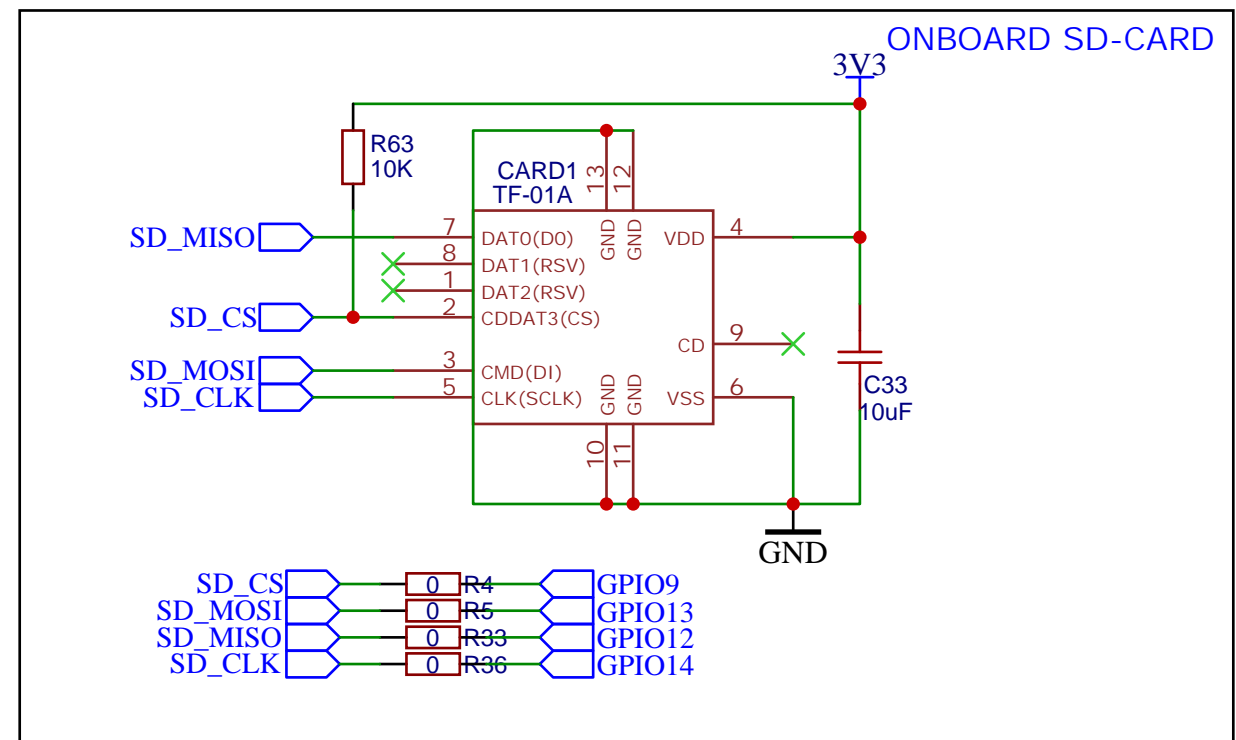 ONBOARD SD-CARD
3V3
R63
10K
CARD1
TF-01A
13
12
SD_MISO
7
DAT0(D0)
GND
GND
VDD
4
8
DAT1(RSV)
1
DAT2(RSV)
SD_CS
2
CDDAT3(CS)
CD
9
SD_MOSI
3
CMD(DI)
SD_CLK
5
CLK(SCLK)
GND
GND
VSS
6
C33
10uF
10
11
GND
SD_CS 0 R4 GPIO9
SD_MOSI 0 R5 GPIO13
SD_MISO 0 R33 GPIO12
SD_CLK 0 R36 GPIO14